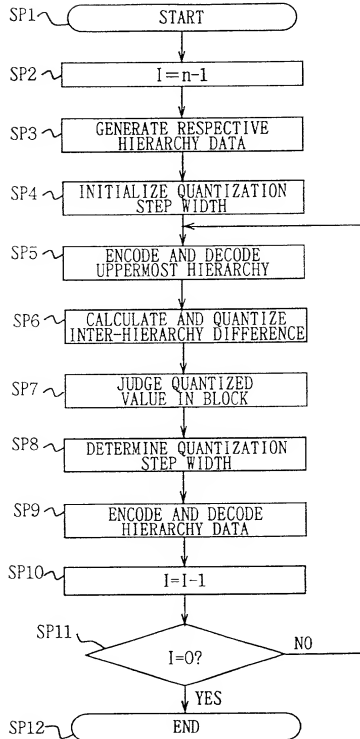 SP1
START
SP2
I=n-1
SP3
GENERATE RESPECTIVE
HIERARCHY DATA
SP4
INITIALIZE QUANTIZATION
STEP WIDTH
SP5
ENCODE AND DECODE
UPPERMOST HIERARCHY
SP6
CALCULATE AND QUANTIZE
INTER-HIERARCHY DIFFERENCE
SP7
JUDGE QUANTIZED
VALUE IN BLOCK
SP8
DETERMINE QUANTIZATION
STEP WIDTH
SP9
ENCODE AND DECODE
HIERARCHY DATA
SP10
I=I-1
SP11
I=0?
NO
YES
SP12
END